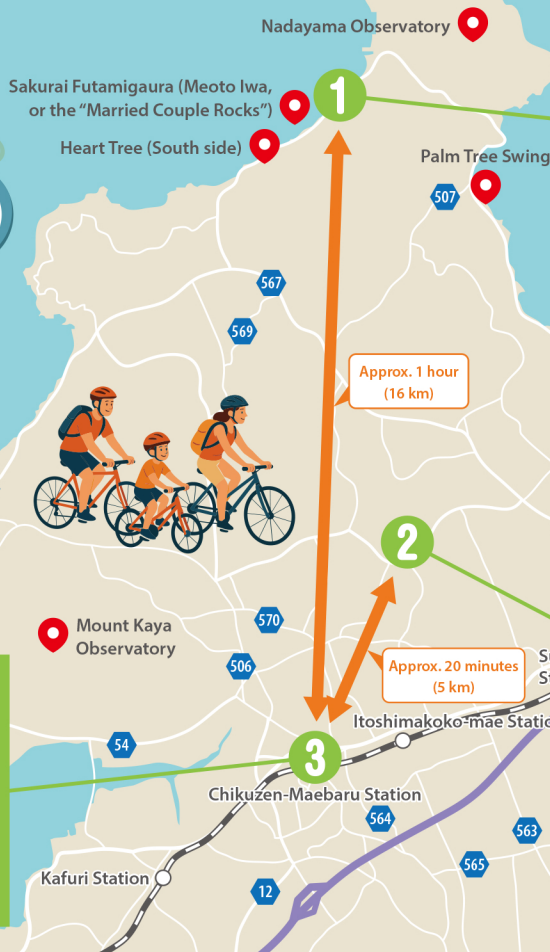 Nadayama Observatory
Sakurai Futamigaura (Meoto Iwa,
or the “Married Couple Rocks”)
1
Heart Tree (South side)
Palm Tree Swing
507
567
569
Approx. 1 hour
(16 km)
2
570
Mount Kaya
Observatory
506
Approx. 20 minutes
(5 km)
Itoshimakoko-mae Static
54
3
Chikuzen-Maebaru Station
564
563
565
Kafuri Station
12